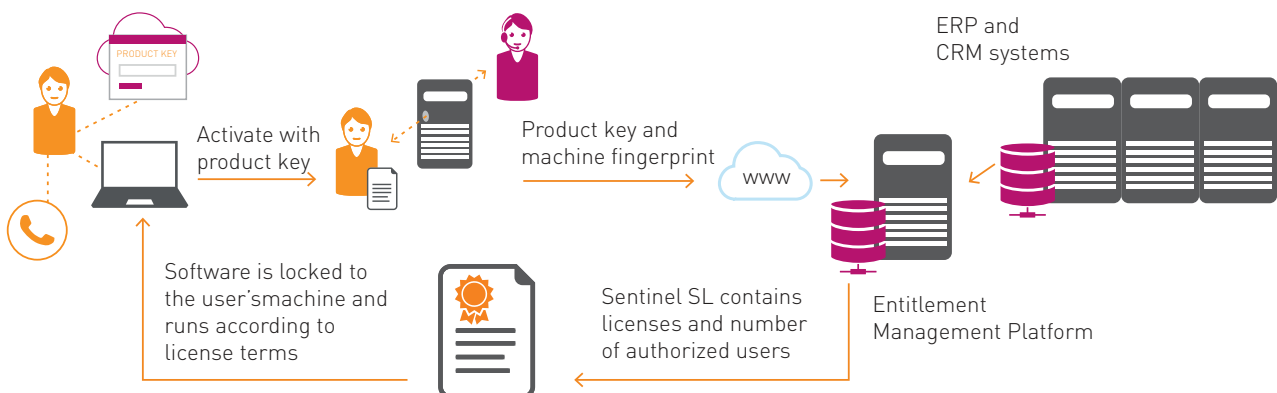 PRODUCT KEY
Activate with
product key
Product key and
machine fingerprint
www
ERP and
CRM systems
Entitlement
Management Platform
Sentinel SL contains
licenses and number
of authorized users
Software is locked to
the user'smachine and
runs according to
license terms